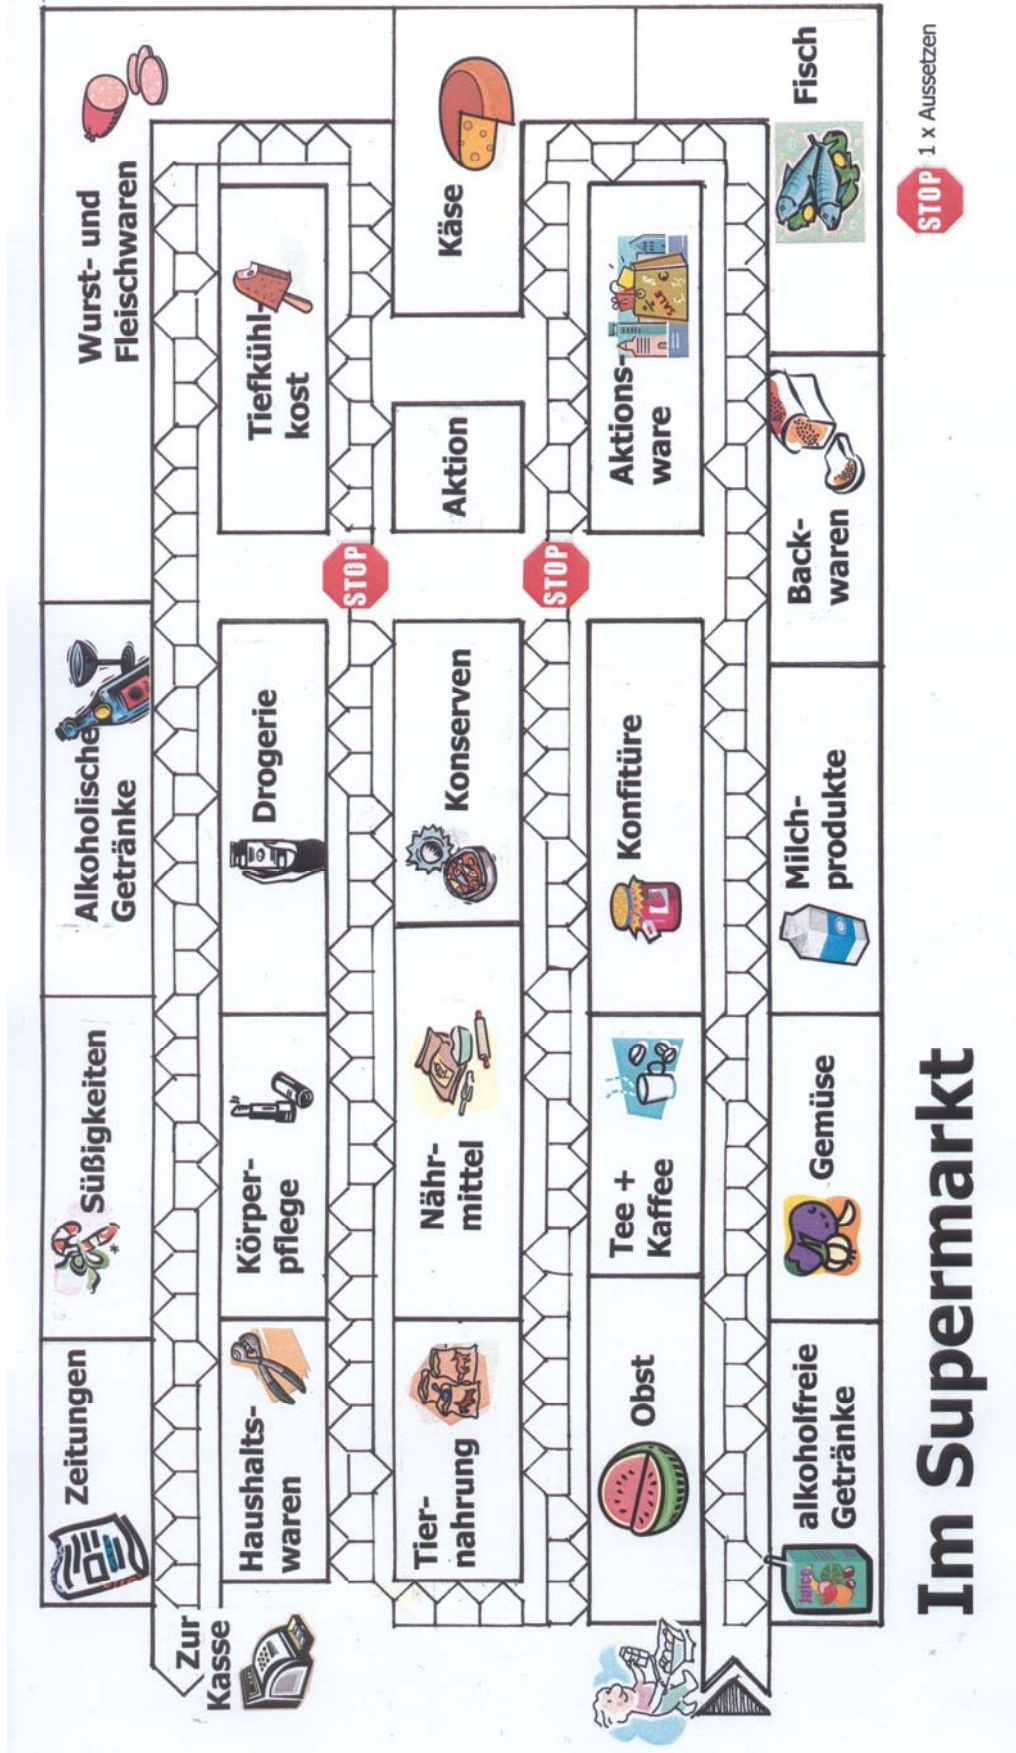 Zeitungen
Süßigkeiten
Alkoholische
Getränke
Wurst- und
Fleischwaren
Zur
Kasse
Haushalts-
waren
Körper-
pflege
Drogerie
Tiefkühl-
kost
STOP
Tier-
nahrung
Nähr-
mittel
Konserven
Aktion
Käse
STOP
Obst
Tee +
Kaffee
Konfitüre
Aktions-
ware
SALE
Juice
alkoholfreie
Getränke
Gemüse
Milch-
produkte
Back-
waren
Fisch
Im Supermarkt
STOP 1 x Aussetzen